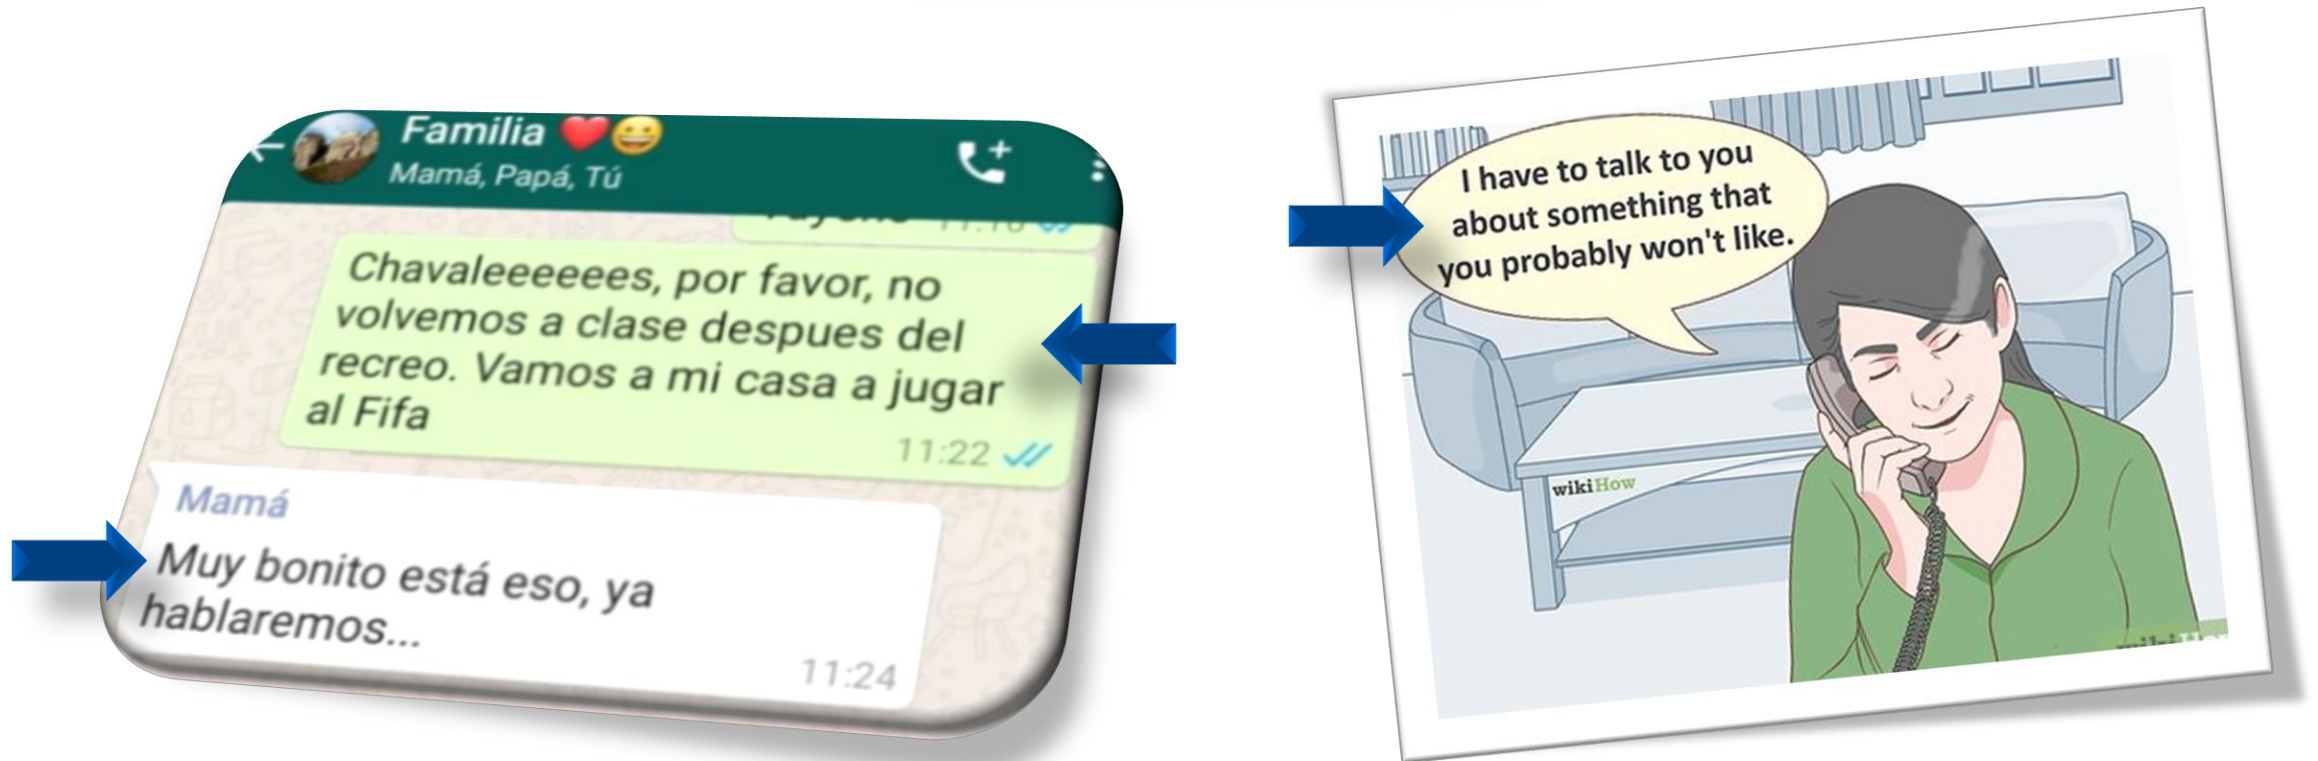 Familia
Mamá, Papá, Tú
Chavaleeeeees, por favor, no
volvemos a clase despues del
recreo. Vamos a mi casa a jugar
al Fifa
11:22
Mamá
Muy bonito está eso, ya
hablaremos...
11:24
I have to talk to you
about something that
you probably won't like.
wikiHow